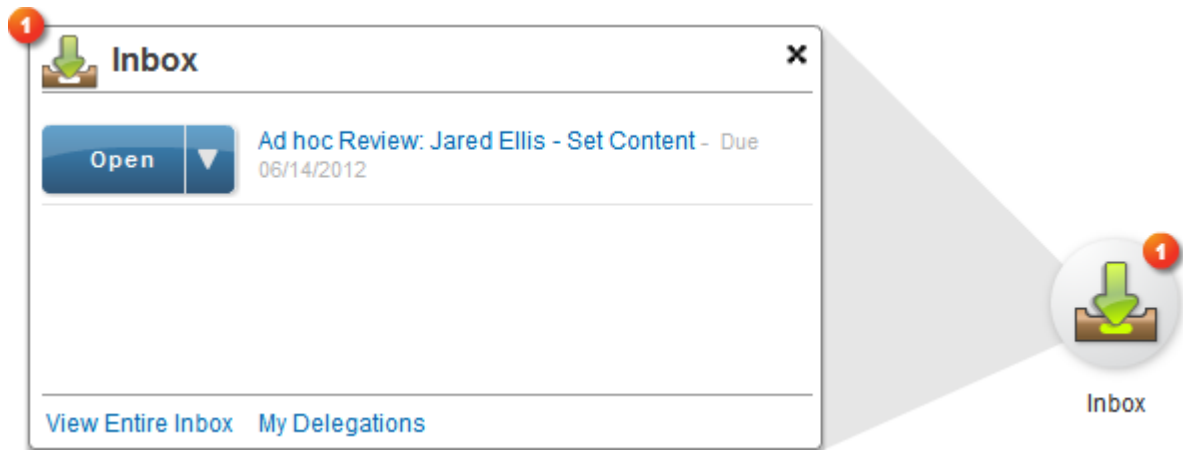 1
Inbox
Open
Ad hoc Review: Jared Ellis - Set Content - Due
06/14/2012
1
Inbox
View Entire Inbox My Delegations